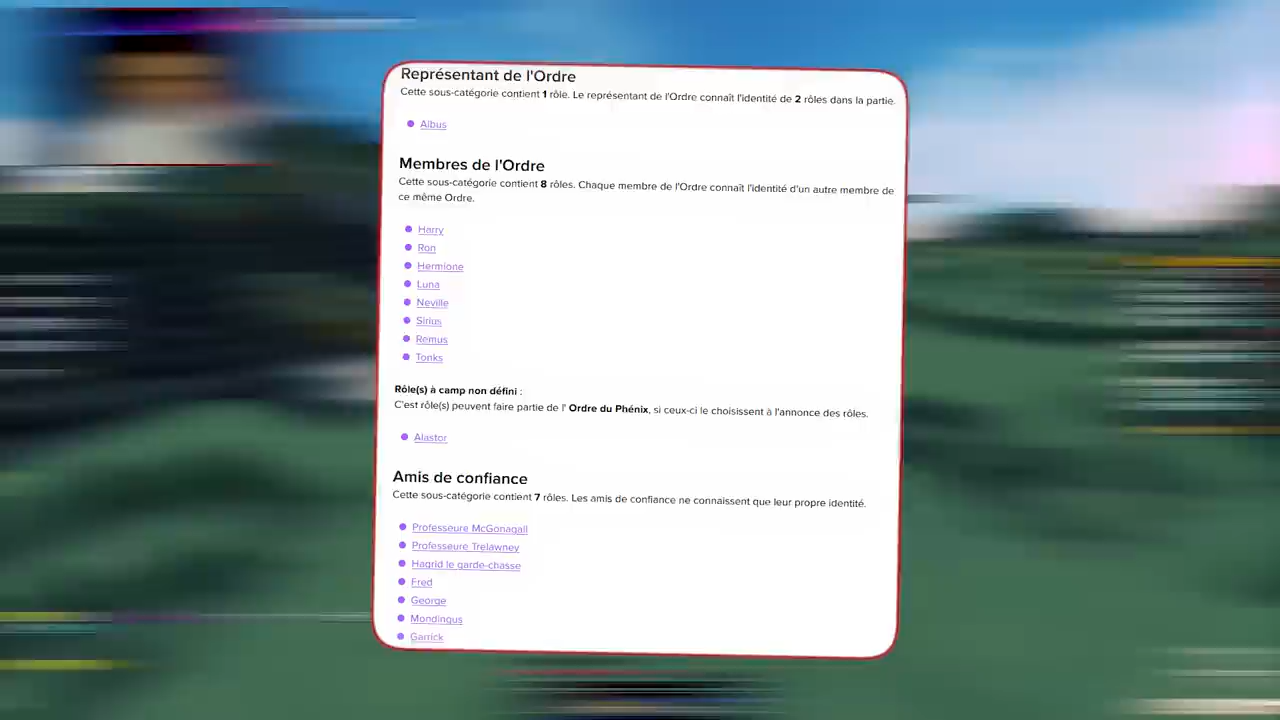 Représentant de l'Ordre
Cette sous-catégorie contient 1 rôle. Le représentant de l'Ordre connaît l'identité de 2 rôles dans la partie.
Albus
Membres de l'Ordre
Cette sous-catégorie contient 8 rôles. Chaque membre de l'Ordre connaît l'identité d'un autre membre de
ce même Ordre.
Harry
Ron
Hermione
Luna
Neville
Sirius
Remus
Tonks
Rôle(s) à camp non défini :
C'est rôle(s) peuvent faire partie de l' Ordre du Phénix, si ceux-ci le choisissent à l'annonce des rôles.
Alastor
Amis de confiance
Cette sous-catégorie contient 7 rôles. Les amis de confiance ne connaissent que leur propre identité.
Professeure McGonagall
Professeure Trelawney
Hagrid le garde-chasse
Fred
George
Mondingus
Garrick